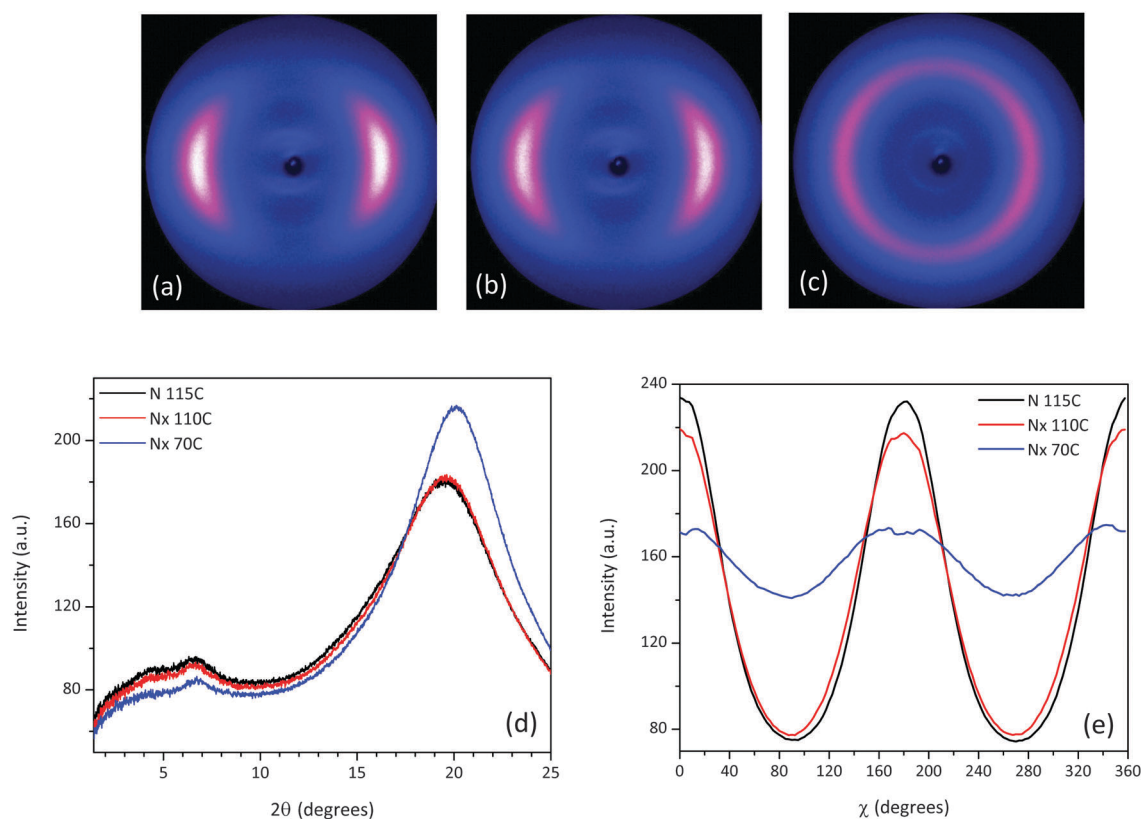 (a)
(b)
(c)
N 115C
Nx 110C
Nx 70C
200
160
120
80
5
10
15
20
25
Intensity (a.u.)
2θ (degrees)
(d)
240
200
160
120
80
0
40
80
120
160
200
240
280
320
360
N 115C
Nx 110C
Nx 70C
Intensity (a.u.)
χ (degrees)
(e)